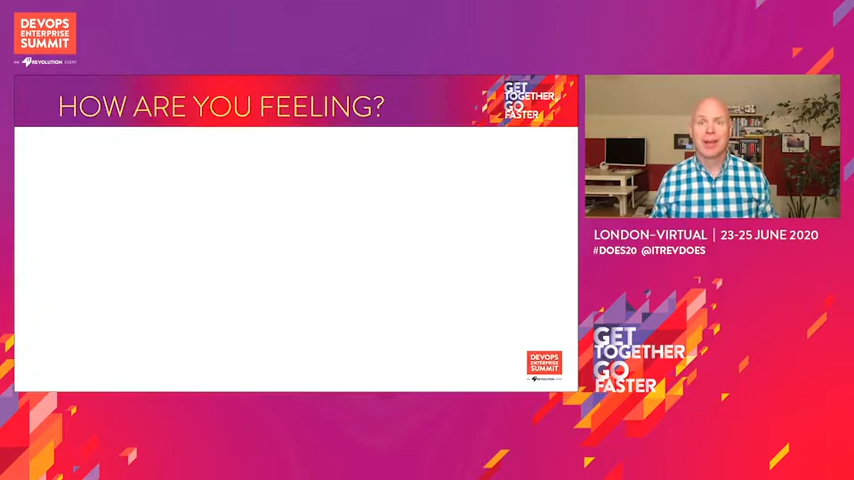 DEVOPS
ENTERPRISE
SUMMIT
AN IT REVOLUTION EVENT
HOW ARE YOU FEELING?
GET
TOGETHER
GO
FASTER
DEVOPS
ENTERPRISE
SUMMIT
LONDON–VIRTUAL | 23-25 JUNE 2020
#DOES20 @ITREVDOES
GET
TOGETHER
GO
FASTER